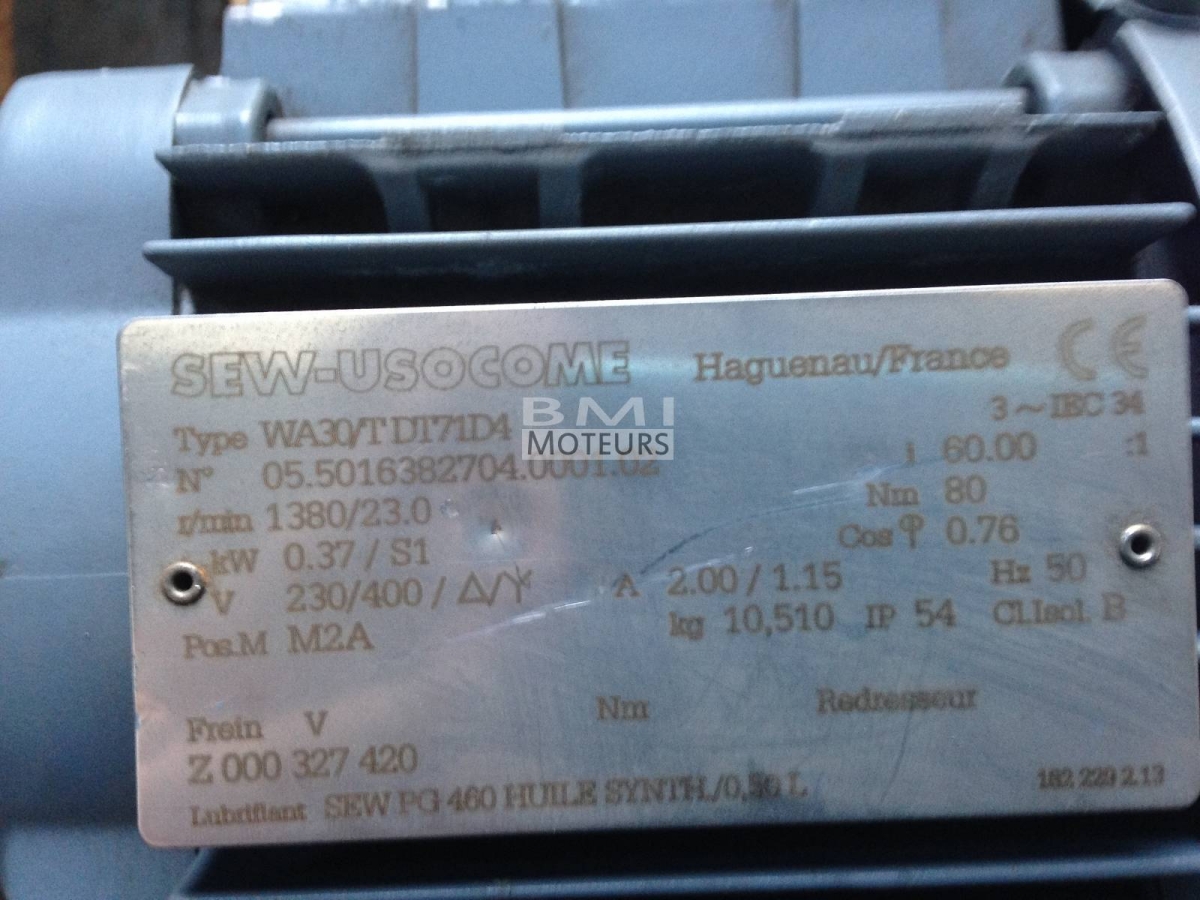 SEW-USOCOME Haguenau/France CE
3~IEC 34
Type WA30/T DT71D4 i 60.00 :1
N° 05.5016382704.0001.02 Nm 80
r/min 1380/23.0 Cos φ 0.76
kW 0.37 / S1
V 230/400 / Δ/Y A 2.00 / 1.15 Hz 50
kg 10,510 IP 54 Cl.Isol. B
Pos.M M2A
Frein V Nm Redresseur
Z 000 327 420
Lubrifiant SEW PG 460 HUILE SYNTH./0,50 L 182 229 2.13
BMI
MOTEURS